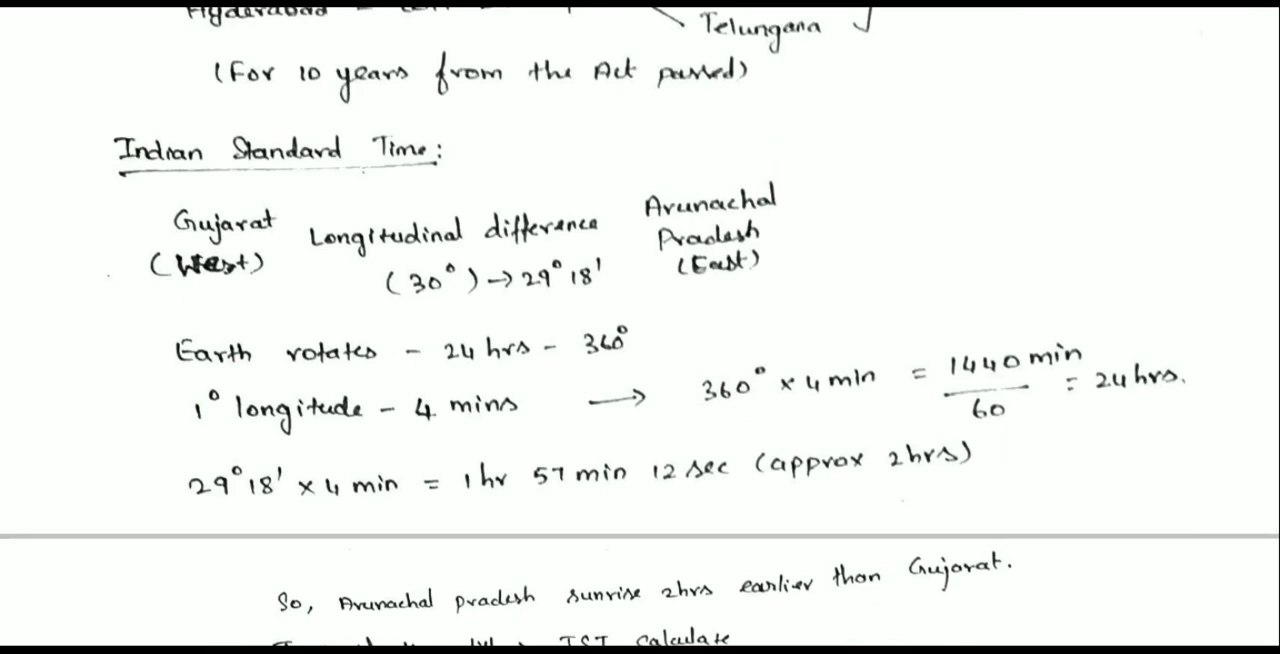 Hyderabad -
Telungana ✓
(For 10 years from the Act passed)
Indian Standard Time:
Gujarat Longitudinal difference Arunachal
(West) Pradesh
(30°) → 29° 18' (East)
Earth rotates - 24 hrs - 360°
1° longitude - 4 mins → 360° × 4 min = 1440 min / 60 = 24 hrs.
29° 18' × 4 min = 1 hr 57 min 12 sec (approx 2 hrs)
So, Arunachal pradesh sunrise 2hrs earlier than Gujarat.
IST calculate